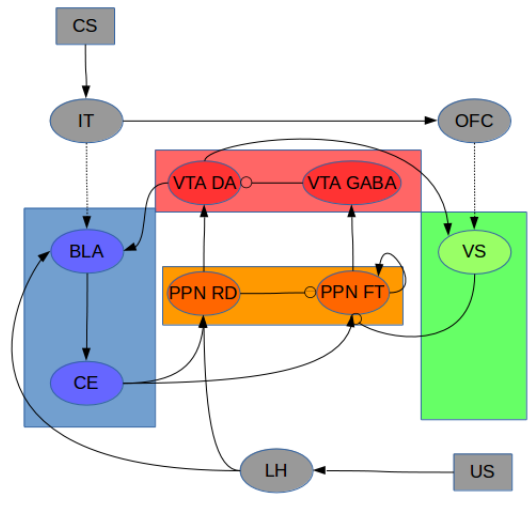 CS
IT
OFC
VTA DA
VTA GABA
BLA
VS
PPN RD
PPN FT
CE
LH
US